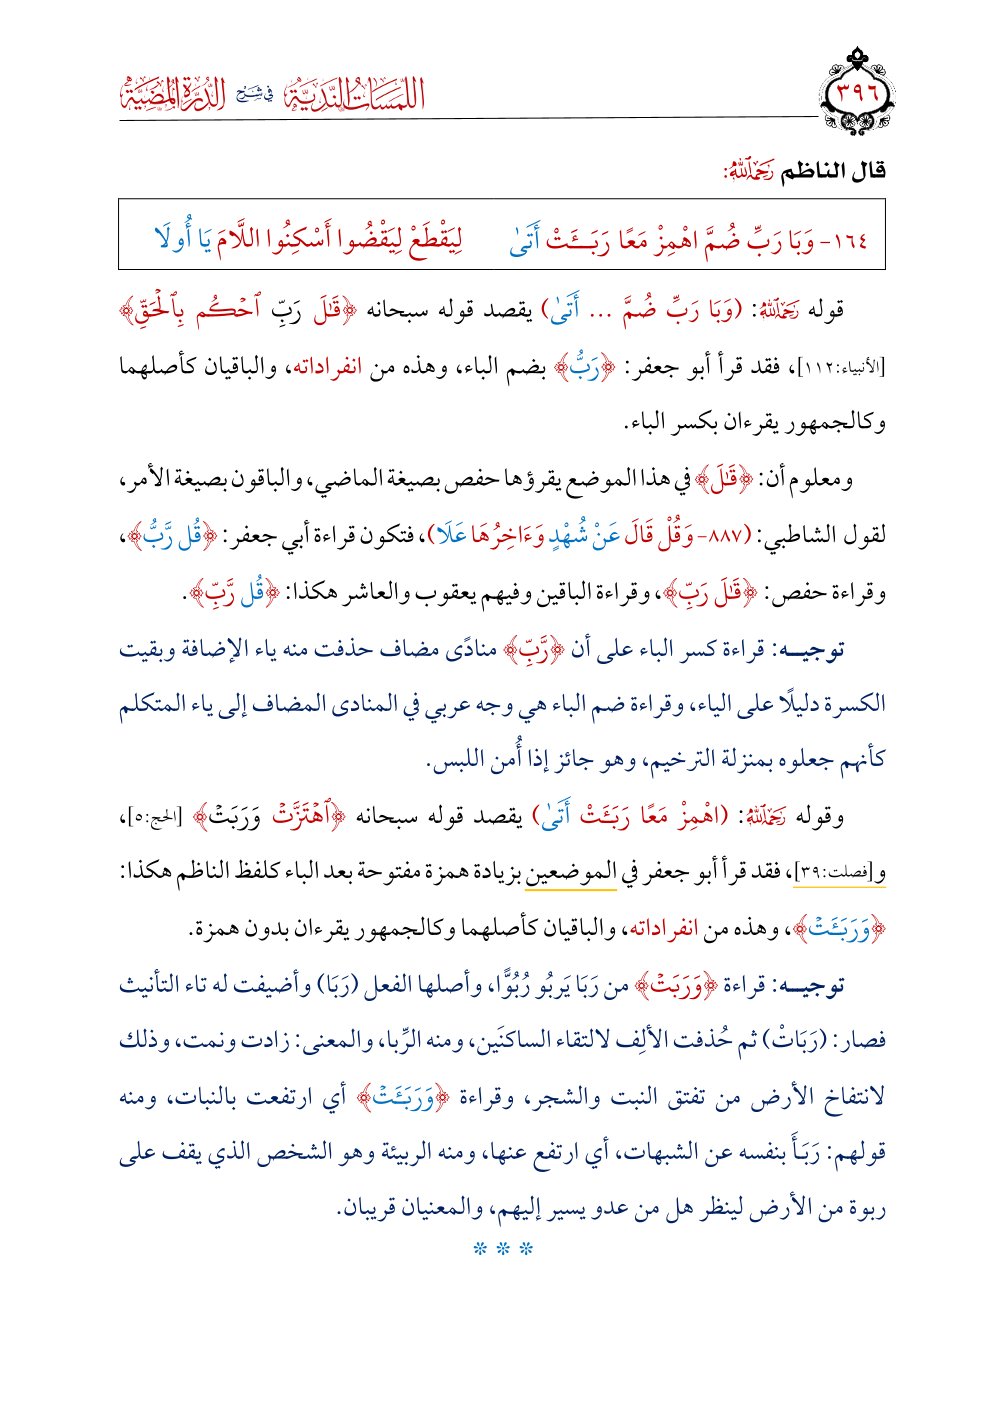 اللمسات الندية في شرح الدرة المضية
٣٩٦
قال الناظم رحمه الله:
١٦٤- وَبَا رَبِّ ضُمَّ اهْمِزْ مَعًا رَبَـَٔتْ أَتَىٰ لِيَقْطَعْ لِيَقْضُوا أَسْكِنُوا اللَّامَ يَا أُولَا
قوله رحمه الله: (وَبَا رَبِّ ضُمَّ ... أَتَىٰ) يقصد قوله سبحانه ﴿قَٰلَ رَبِّ ٱحۡكُم بِٱلۡحَقِّ﴾
[الأنبياء:١١٢]، فقد قرأ أبو جعفر: ﴿رَبُّ﴾ بضم الباء، وهذه من انفراداته، والباقيان كأصلهما
وكالجمهور يقرءان بكسر الباء.
ومعلوم أن: ﴿قَٰلَ﴾ في هذا الموضع يقرؤها حفص بصيغة الماضي، والباقون بصيغة الأمر،
لقول الشاطبي: (٨٨٧- وَقُلْ قَالَ عَنْ شُهْدٍ وَءَاخِرُهَا عَلَا)، فتكون قراءة أبي جعفر: ﴿قُل رَّبُّ﴾،
وقراءة حفص: ﴿قَٰلَ رَبِّ﴾، وقراءة الباقين وفيهم يعقوب والعاشر هكذا: ﴿قُل رَّبِّ﴾.
توجيـــه: قراءة كسر الباء على أن ﴿رَّبِّ﴾ منادًى مضاف حذفت منه ياء الإضافة وبقيت
الكسرة دليلًا على الياء، وقراءة ضم الباء هي وجه عربي في المنادى المضاف إلى ياء المتكلم
كأنهم جعلوه بمنزلة الترخيم، وهو جائز إذا أُمن اللبس.
وقوله رحمه الله: (اهْمِزْ مَعًا رَبَـَٔتْ أَتَىٰ) يقصد قوله سبحانه ﴿ٱهۡتَزَّتۡ وَرَبَتۡ﴾ [الحج:٥]،
و[فصلت:٣٩]، فقد قرأ أبو جعفر في الموضعين بزيادة همزة مفتوحة بعد الباء كلفظ الناظم هكذا:
﴿وَرَبَـَٔتۡ﴾، وهذه من انفراداته، والباقيان كأصلهما وكالجمهور يقرءان بدون همزة.
توجيـــه: قراءة ﴿وَرَبَتۡ﴾ من رَبَا يَربُو رُبُوًّا، وأصلها الفعل (رَبَا) وأضيفت له تاء التأنيث
فصار: (رَبَاتْ) ثم حُذفت الألِف لالتقاء الساكنَين، ومنه الرِّبا، والمعنى: زادت ونمت، وذلك
لانتفاخ الأرض من تفتق النبت والشجر، وقراءة ﴿وَرَبَـَٔتۡ﴾ أي ارتفعت بالنبات، ومنه
قولهم: رَبَـأَ بنفسه عن الشبهات، أي ارتفع عنها، ومنه الربيئة وهو الشخص الذي يقف على
ربوة من الأرض لينظر هل من عدو يسير إليهم، والمعنيان قريبان.
* * *